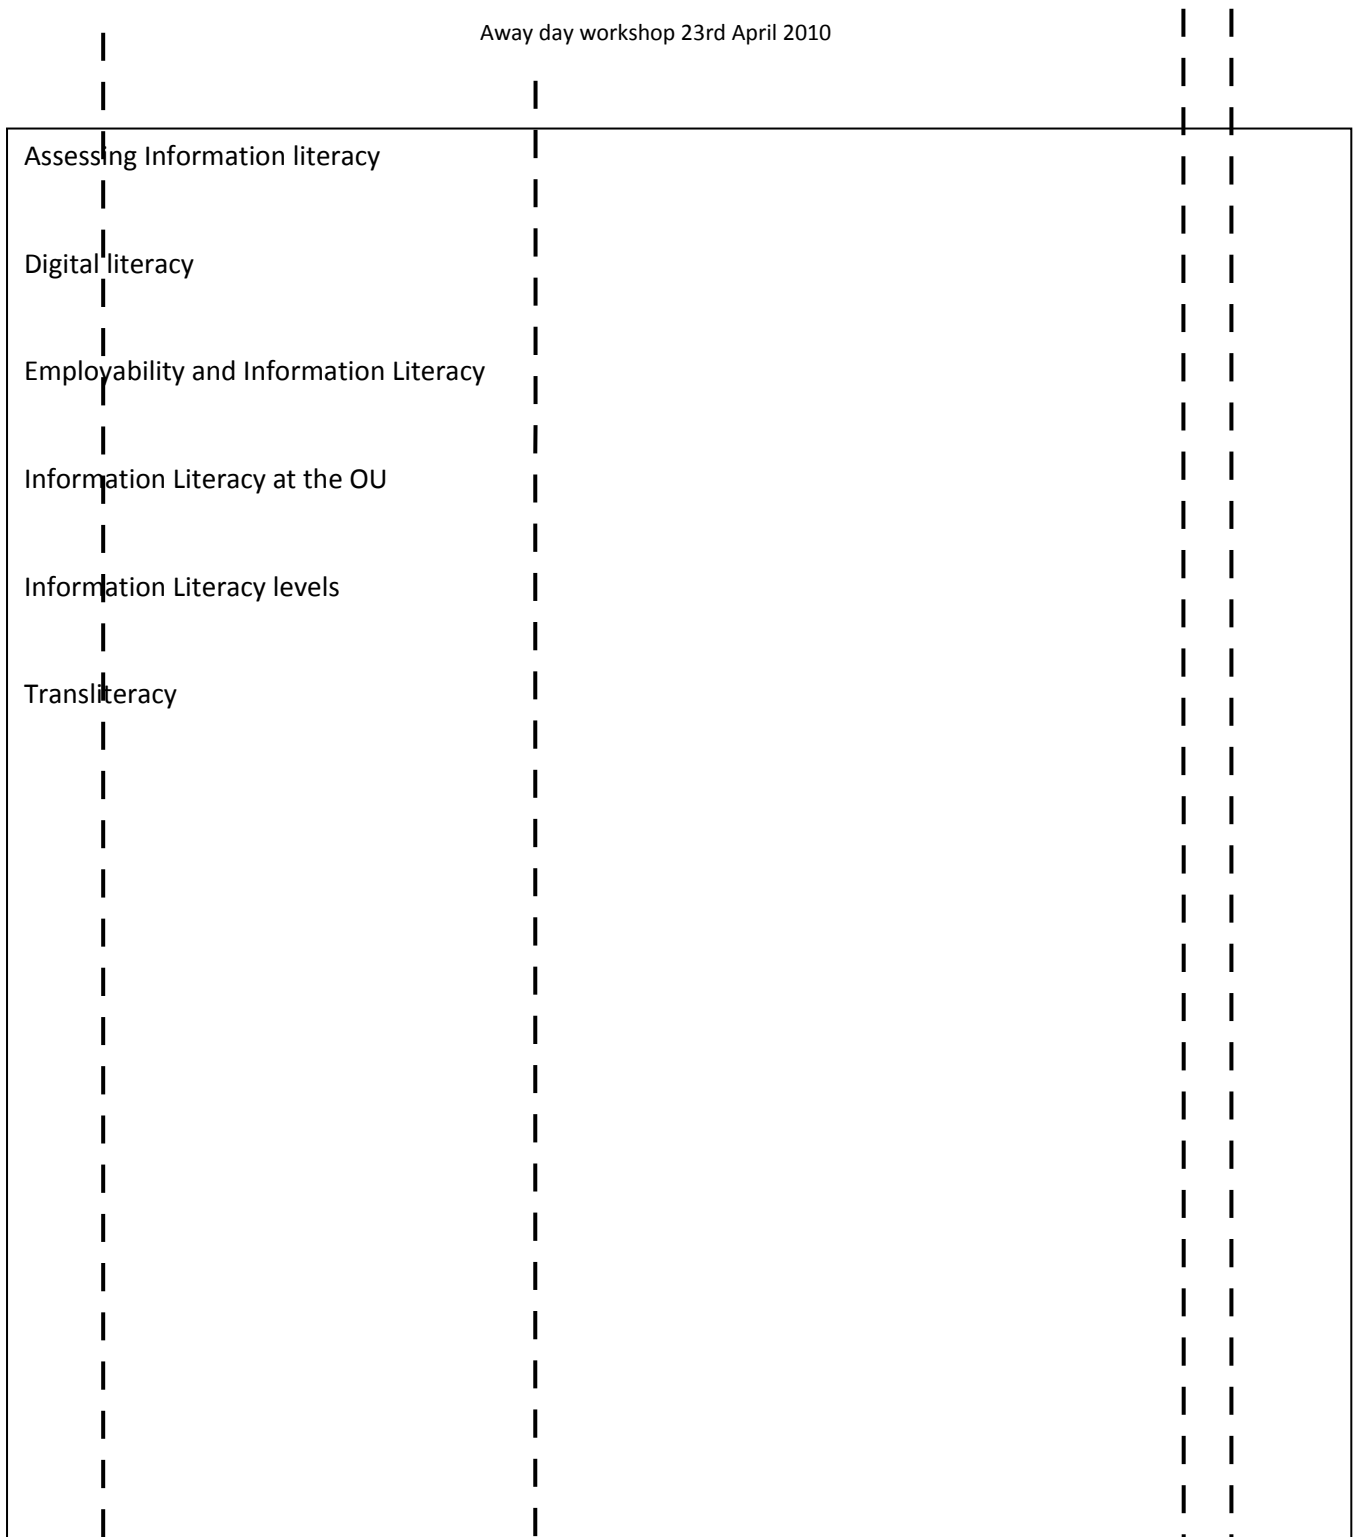 Away day workshop 23rd April 2010
Assessing Information literacy
Digital literacy
Employability and Information Literacy
Information Literacy at the OU
Information Literacy levels
Transliteracy